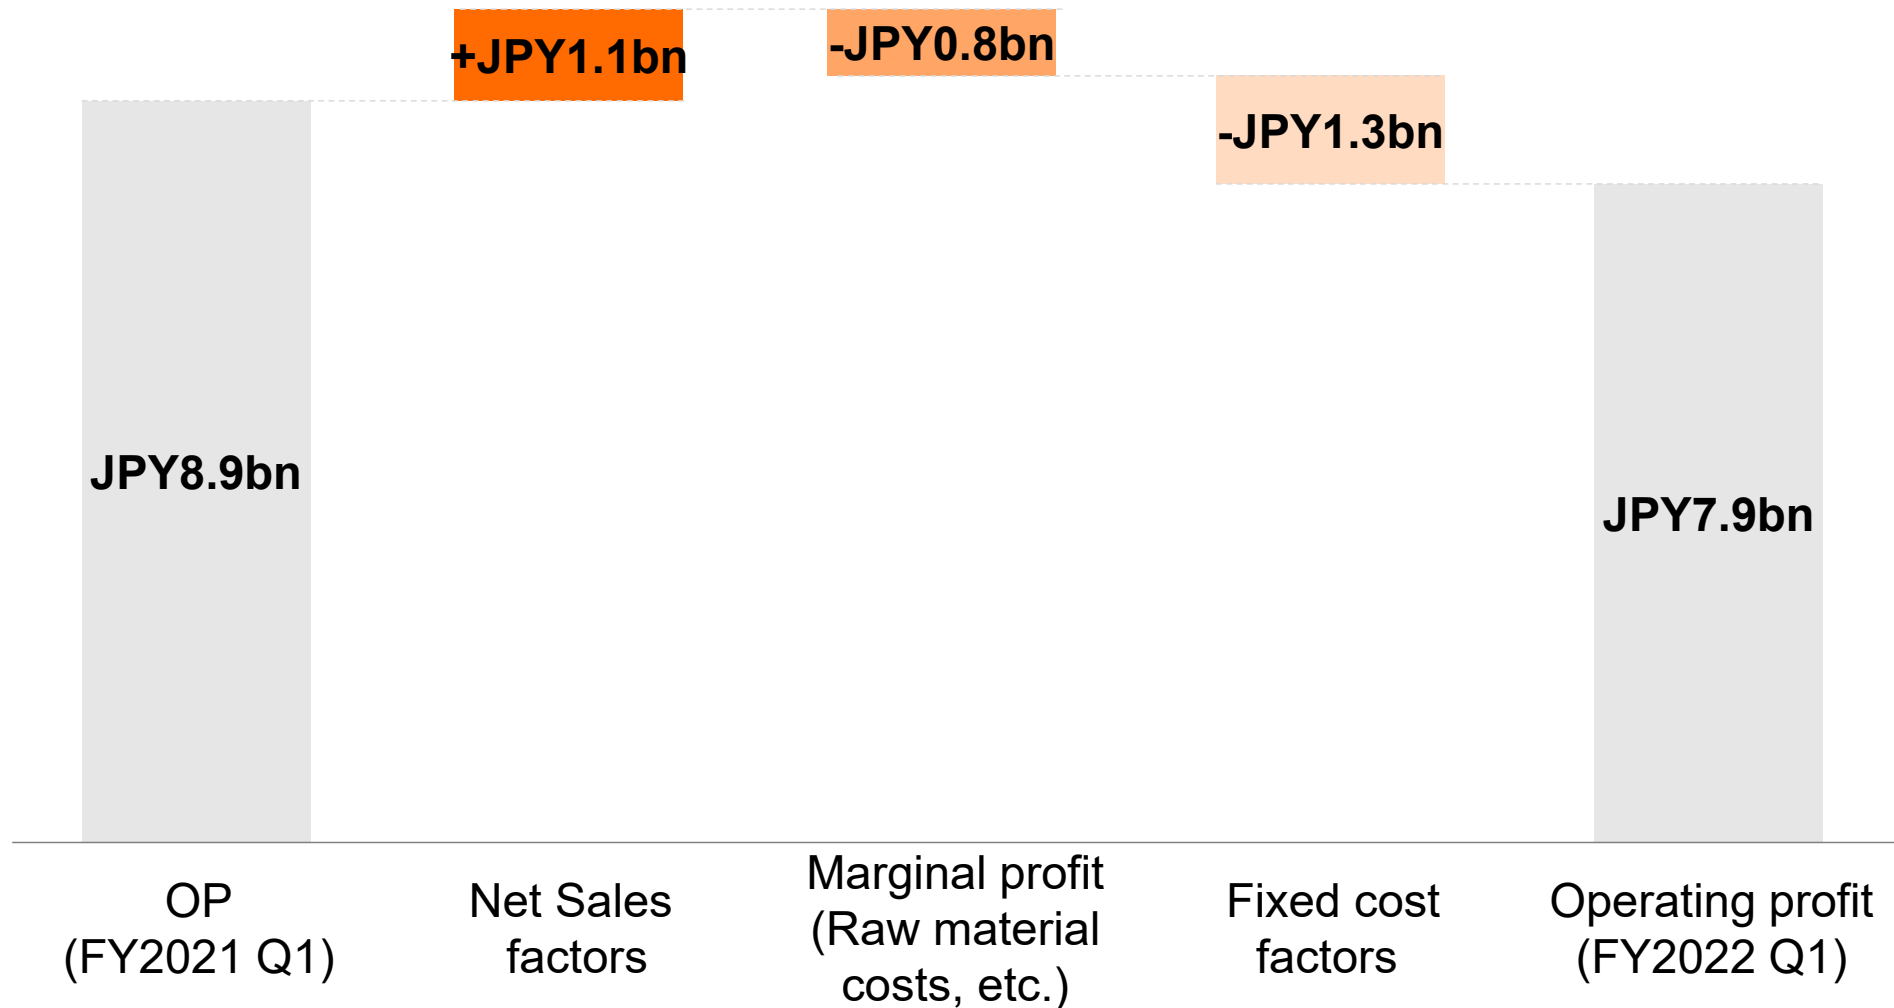 +JPY1.1bn
-JPY0.8bn
-JPY1.3bn
JPY8.9bn
JPY7.9bn
OP
(FY2021 Q1)
Net Sales
factors
Marginal profit
(Raw material
costs, etc.)
Fixed cost
factors
Operating profit
(FY2022 Q1)